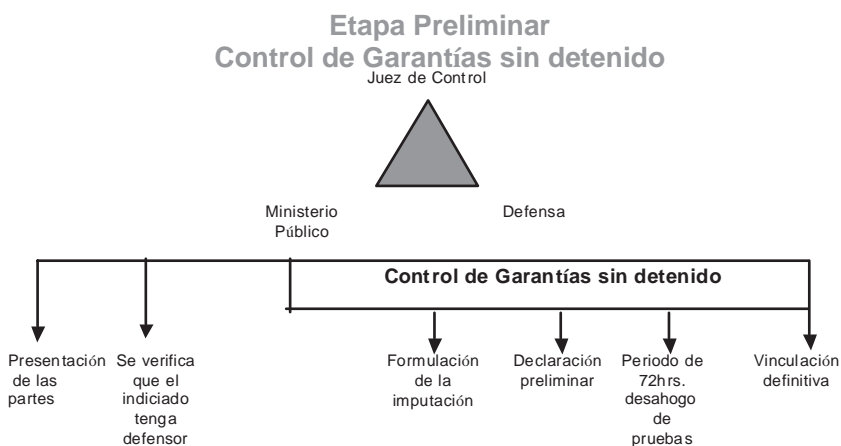 Etapa Preliminar
Control de Garantías sin detenido
Juez de Control
Ministerio
Público
Defensa
Control de Garantías sin detenido
Presentación
de las
partes
Se verifica
que el
indiciado
tenga
defensor
Formulación
de la
imputación
Declaración
preliminar
Periodo de
72hrs.
desahogo
de
pruebas
Vinculación
definitiva